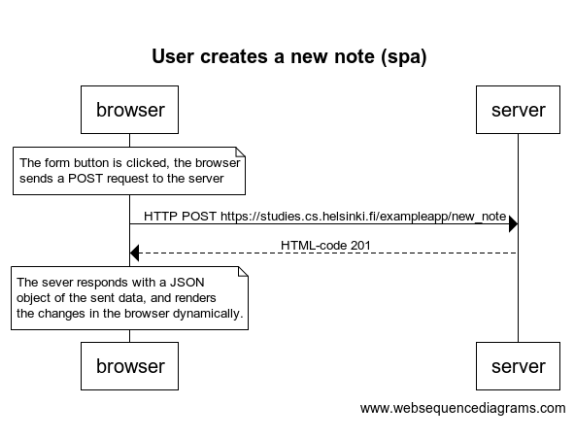 User creates a new note (spa)
browser
server
The form button is clicked, the browser
sends a POST request to the server
HTTP POST https://studies.cs.helsinki.fi/exampleapp/new_note
HTML-code 201
The sever responds with a JSON
object of the sent data, and renders
the changes in the browser dynamically.
browser
server
www.websequencediagrams.com